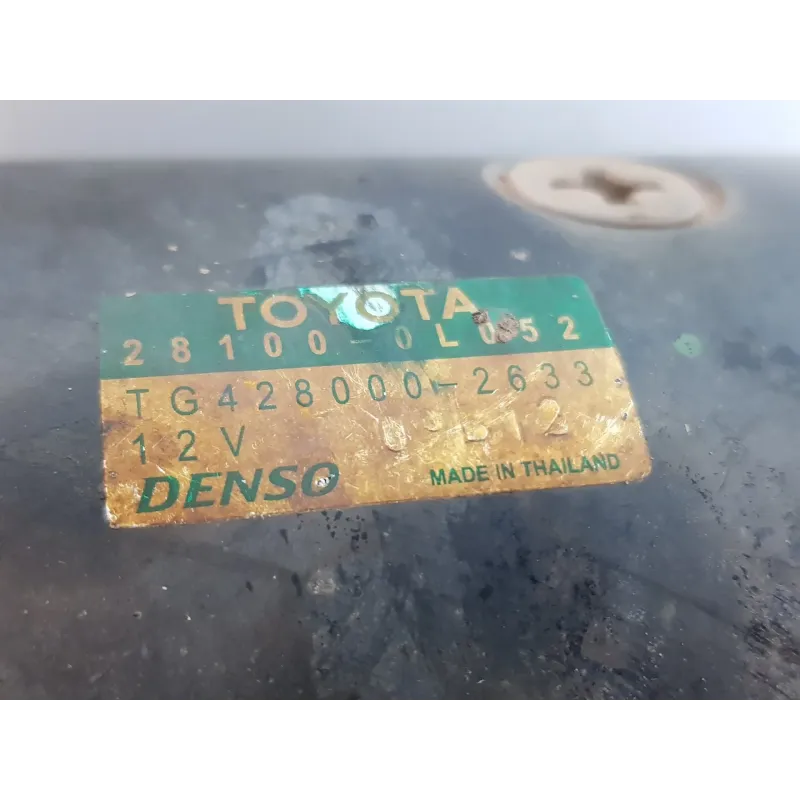 TOYOTA
28100-0L052
TG428000-2633
12V
DENSO
MADE IN THAILAND